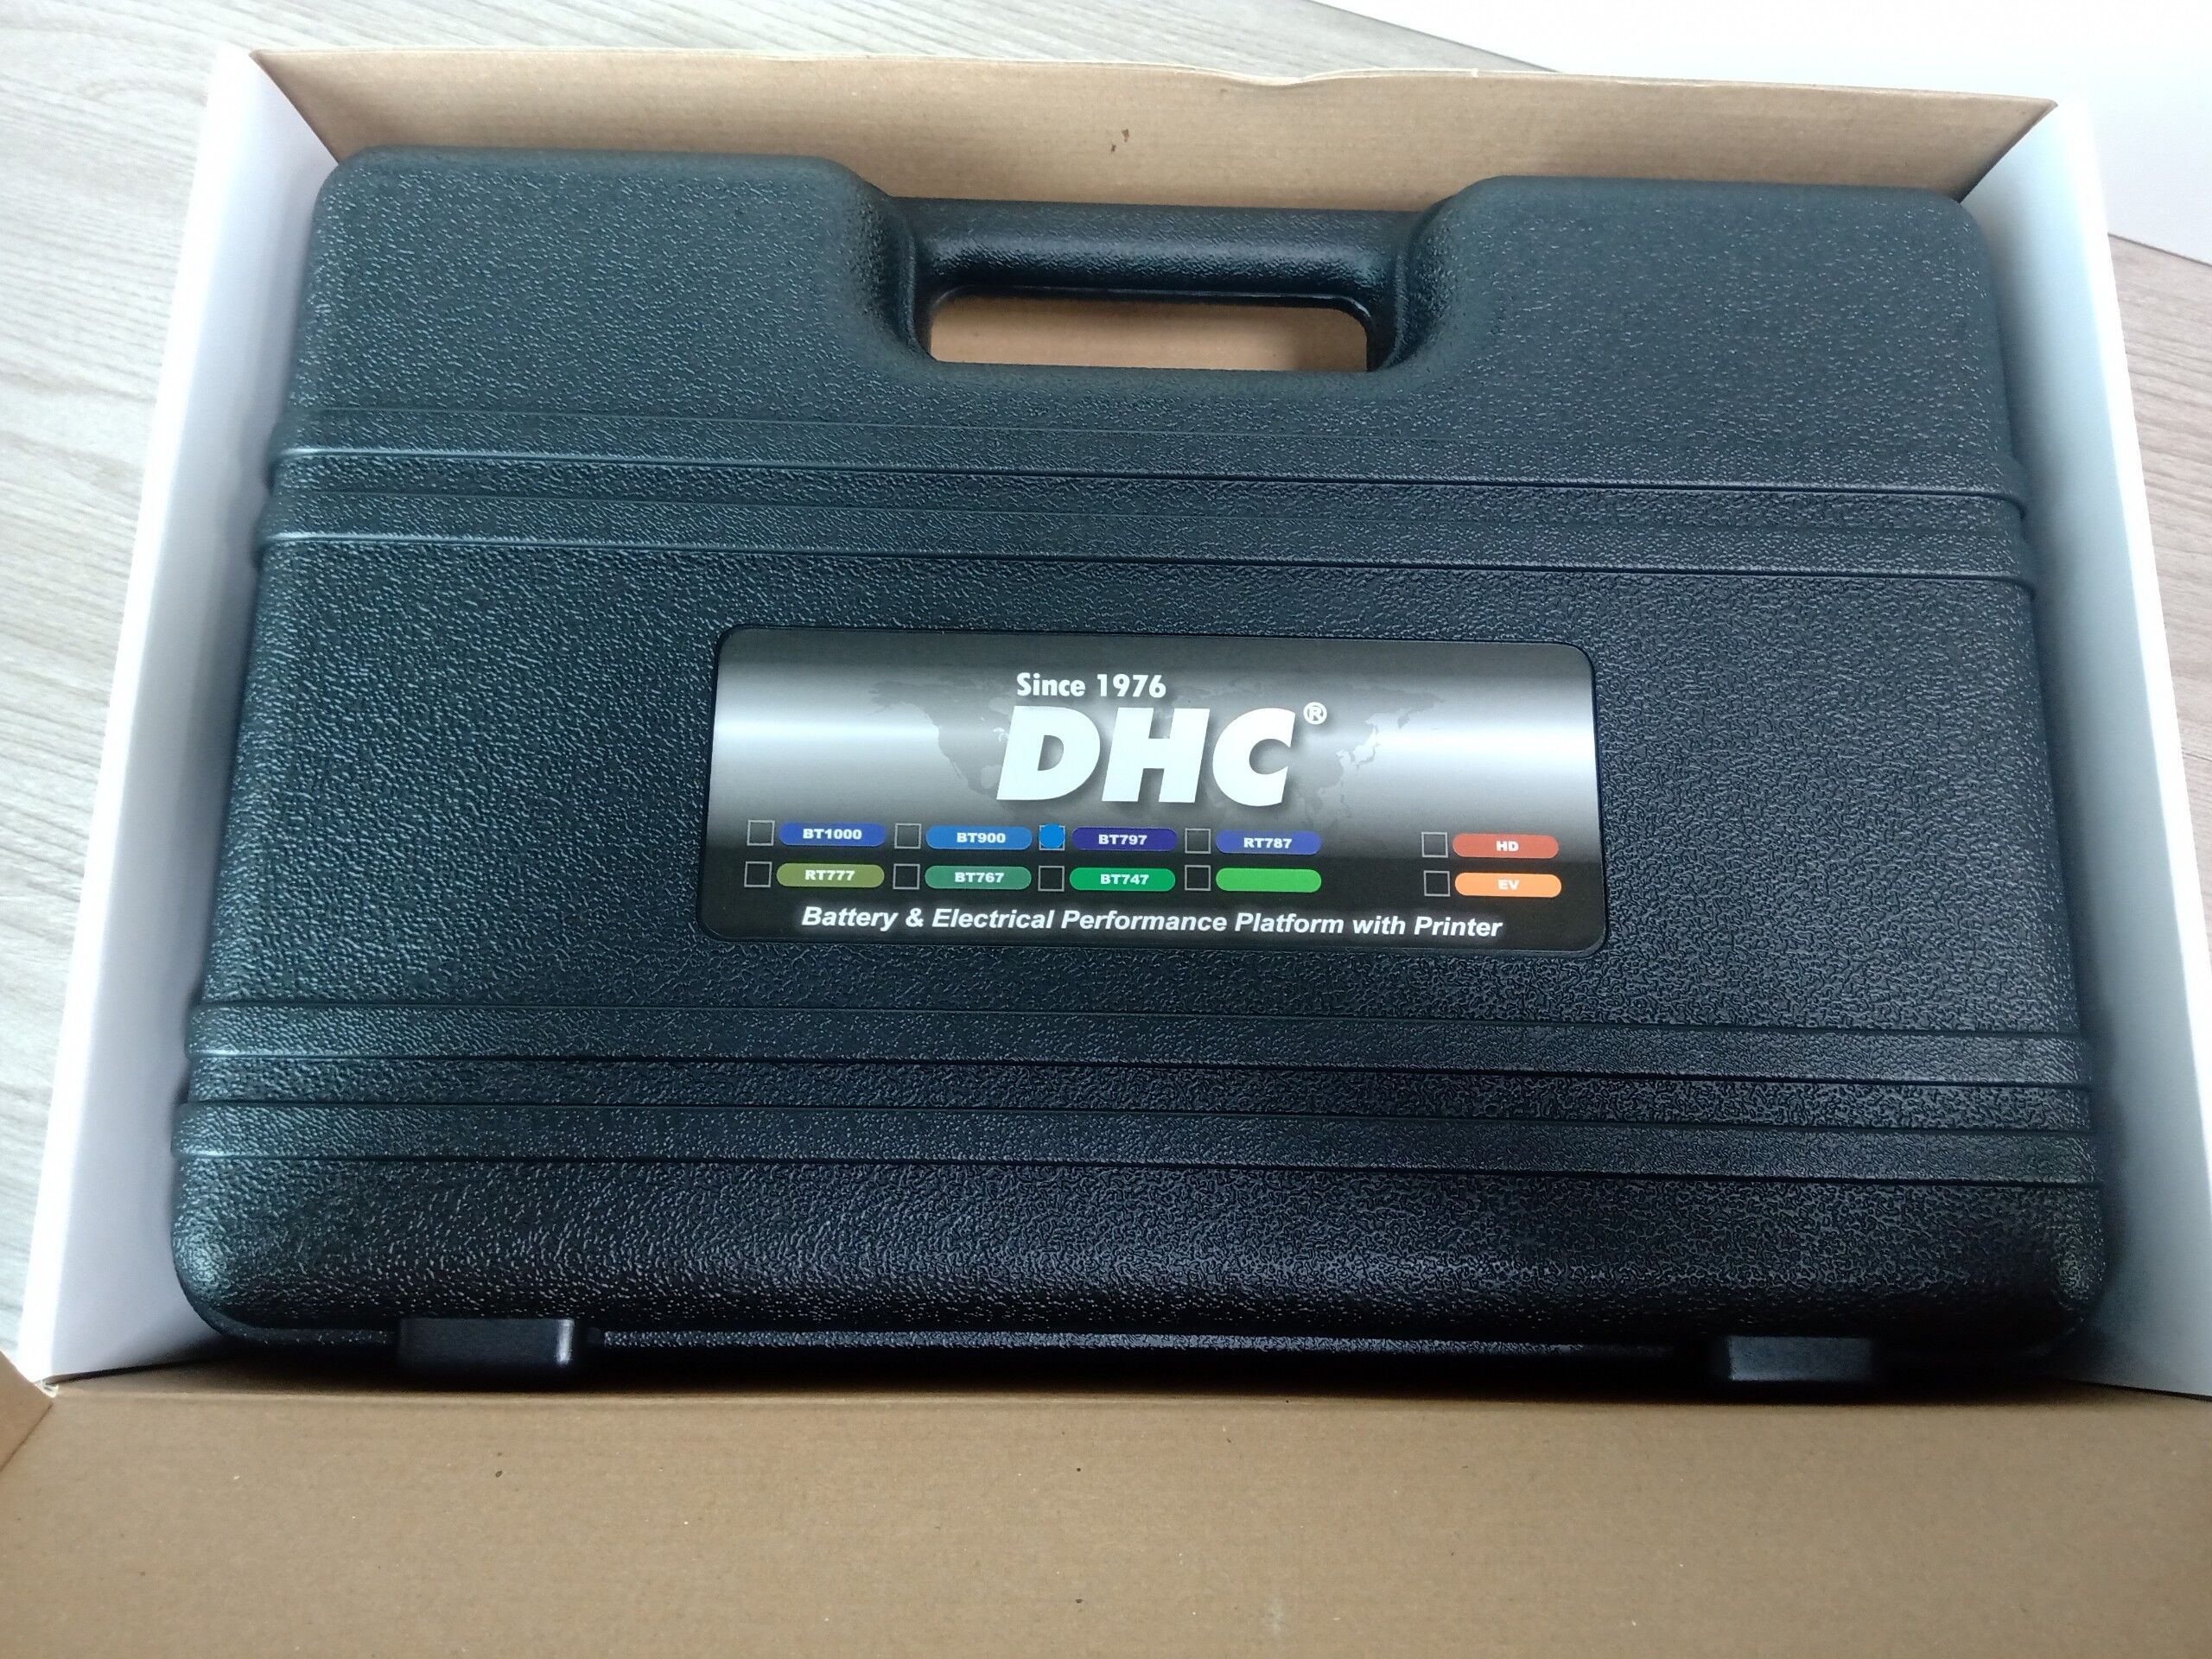 Since 1976
DHC®
BT1000 BT900 BT797 RT787 HD
RT777 BT767 BT747 EV
Battery & Electrical Performance Platform with Printer